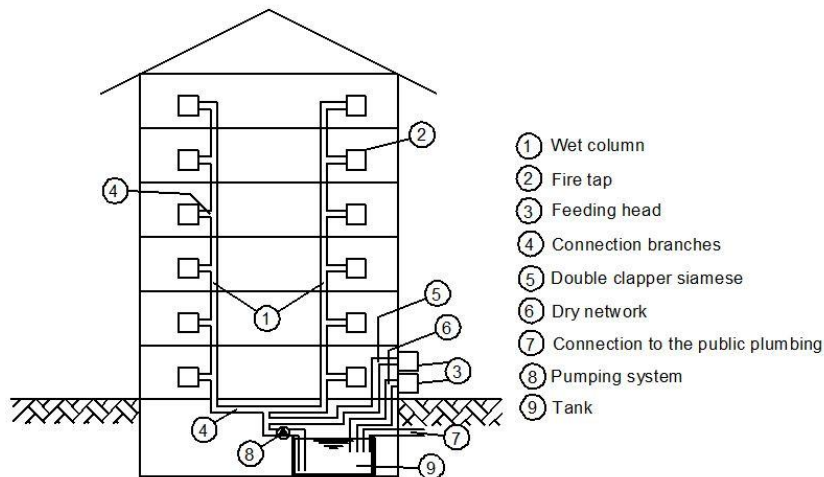 2
4
1
5
6
3
4
8
7
9
1 Wet column
2 Fire tap
3 Feeding head
4 Connection branches
5 Double clapper siamese
6 Dry network
7 Connection to the public plumbing
8 Pumping system
9 Tank